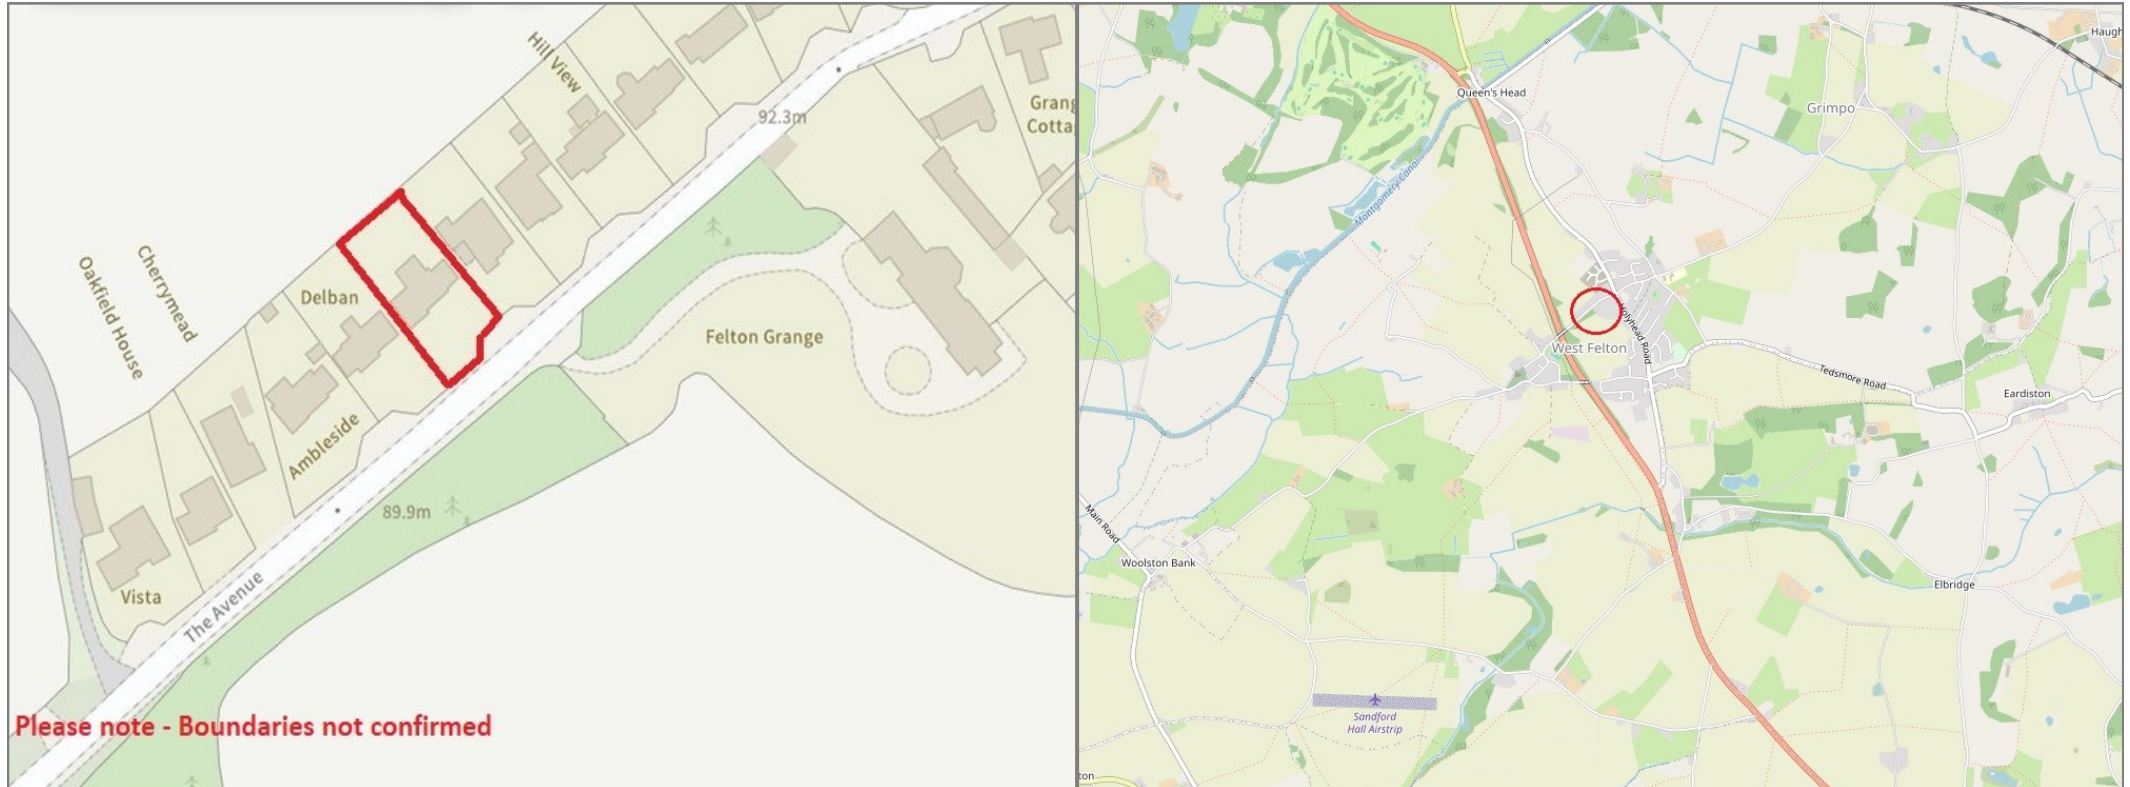 Hill View
92.3m
Grang
Cotta
Cherrymead
Oakfield House
Delban
Felton Grange
Ambleside
89.9m
Vista
The Avenue
Please note - Boundaries not confirmed
Haugh
Queen's Head
Grimpo
Montgomery Canal
Holyhead Road
West Felton
Tedsmore Road
Eardiston
Main Road
Woolston Bank
Elbridge
Sandford
Hall Airstrip
ton